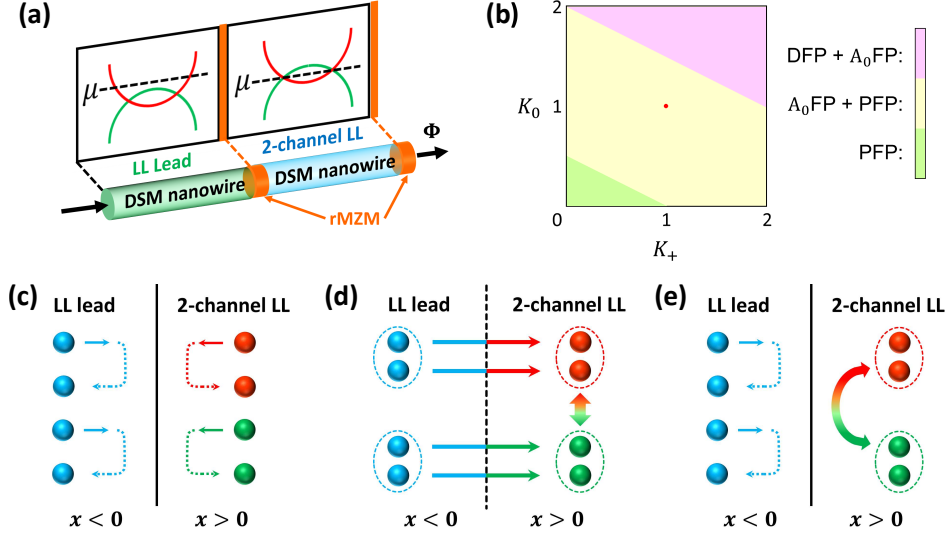 (a)
μ
μ
LL Lead
2-channel LL
Φ
DSM nanowire
DSM nanowire
rMZM
(b)
2
K₀
1
0
0
1
2
K₊
DFP + A₀FP:
A₀FP + PFP:
PFP:
(c)
LL lead
2-channel LL
x < 0
x > 0
(d)
LL lead
2-channel LL
x < 0
x > 0
(e)
LL lead
2-channel LL
x < 0
x > 0